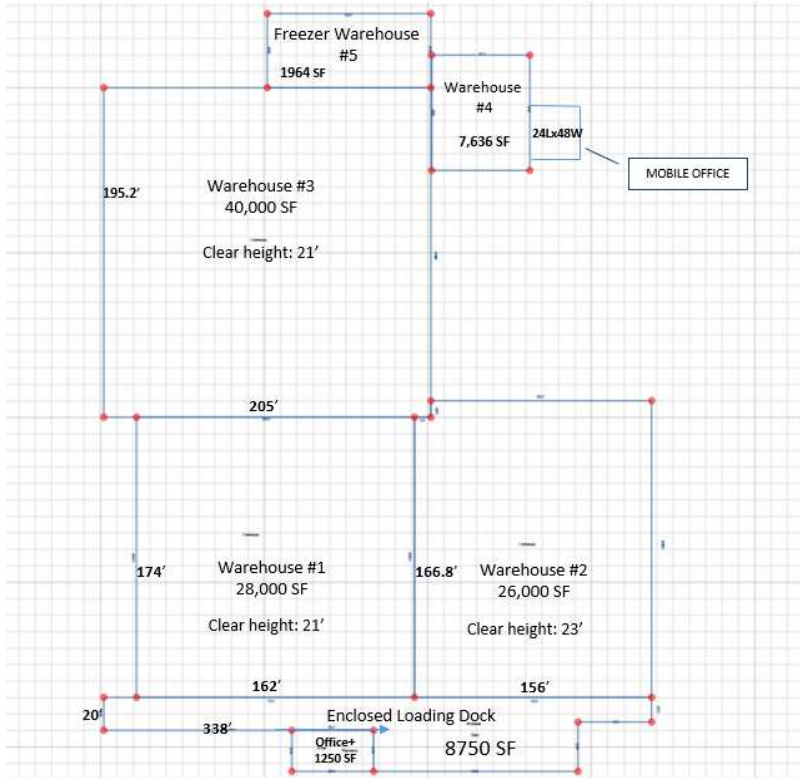 Freezer Warehouse
#5
1964 SF
Warehouse
#4
7,636 SF
24Lx48W
MOBILE OFFICE
195.2′
Warehouse #3
40,000 SF
Clear height: 21′
205′
174′
Warehouse #1
28,000 SF
Clear height: 21′
166.8′
Warehouse #2
26,000 SF
Clear height: 23′
162′
156′
20′
Enclosed Loading Dock
338′
8750 SF
Office+
1250 SF